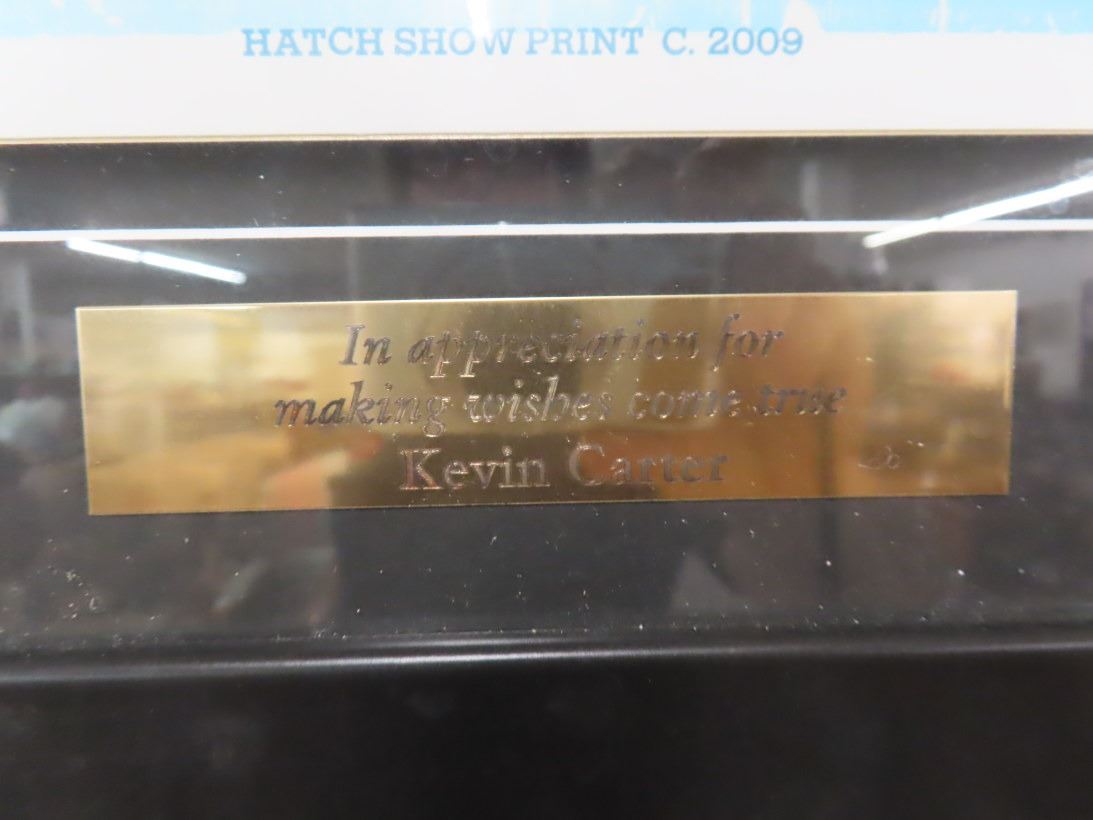 HATCH SHOW PRINT C. 2009
In appreciation for
making wishes come true
Kevin Carter